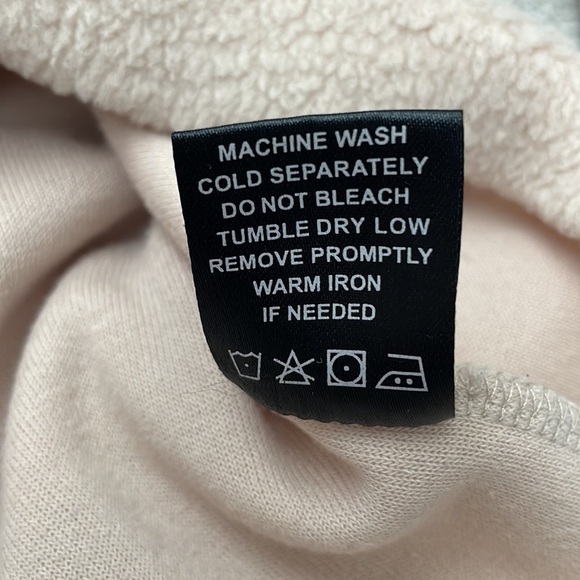 MACHINE WASH
COLD SEPARATELY
DO NOT BLEACH
TUMBLE DRY LOW
REMOVE PROMPTLY
WARM IRON
IF NEEDED